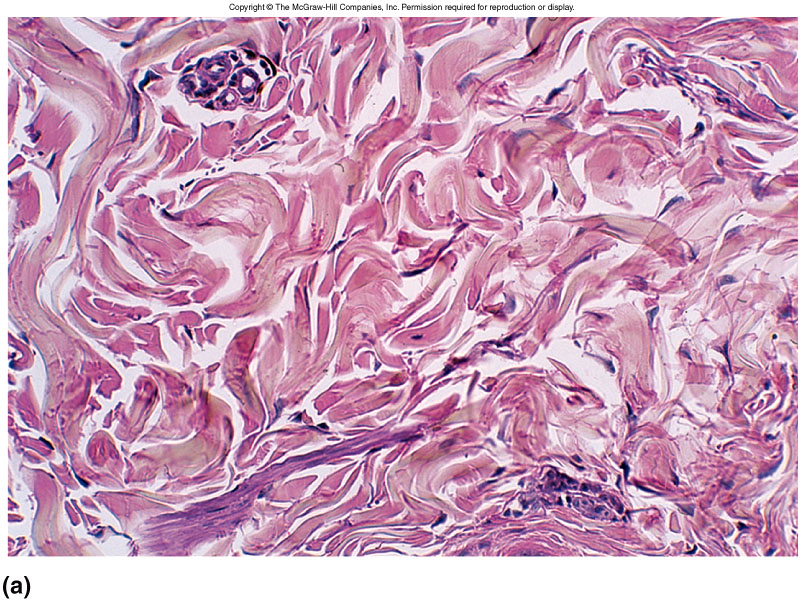 Copyright © The McGraw-Hill Companies, Inc. Permission required for reproduction or display.
(a)